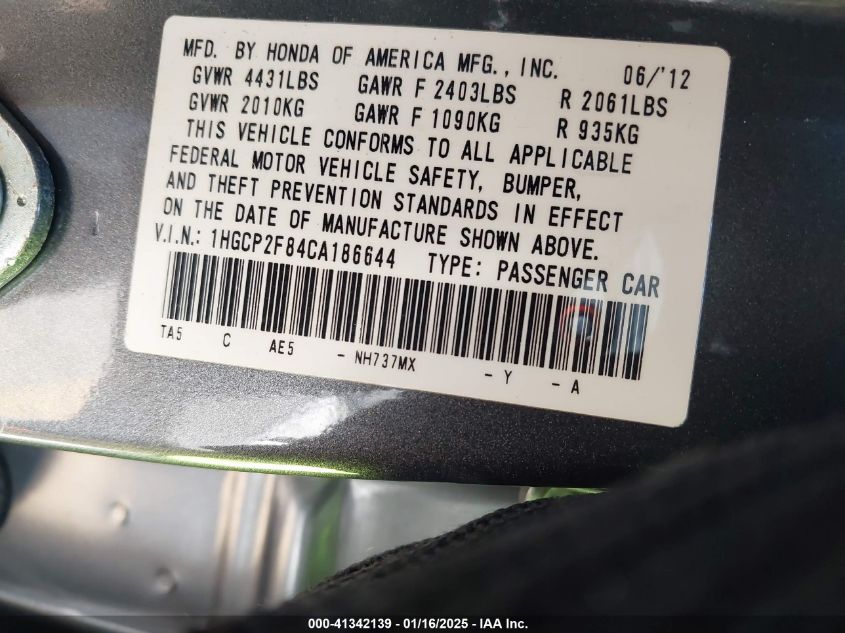 MFD. BY HONDA OF AMERICA MFG., INC. 06/'12
GVWR 4431LBS GAWR F 2403LBS R 2061LBS
GVWR 2010KG GAWR F 1090KG R 935KG
THIS VEHICLE CONFORMS TO ALL APPLICABLE
FEDERAL MOTOR VEHICLE SAFETY, BUMPER,
AND THEFT PREVENTION STANDARDS IN EFFECT
ON THE DATE OF MANUFACTURE SHOWN ABOVE.
V.I.N.: 1HGCP2F84CA186644 TYPE: PASSENGER CAR
TA5 C AE5 - NH737MX - Y - A
000-41342139 - 01/16/2025 - IAA Inc.